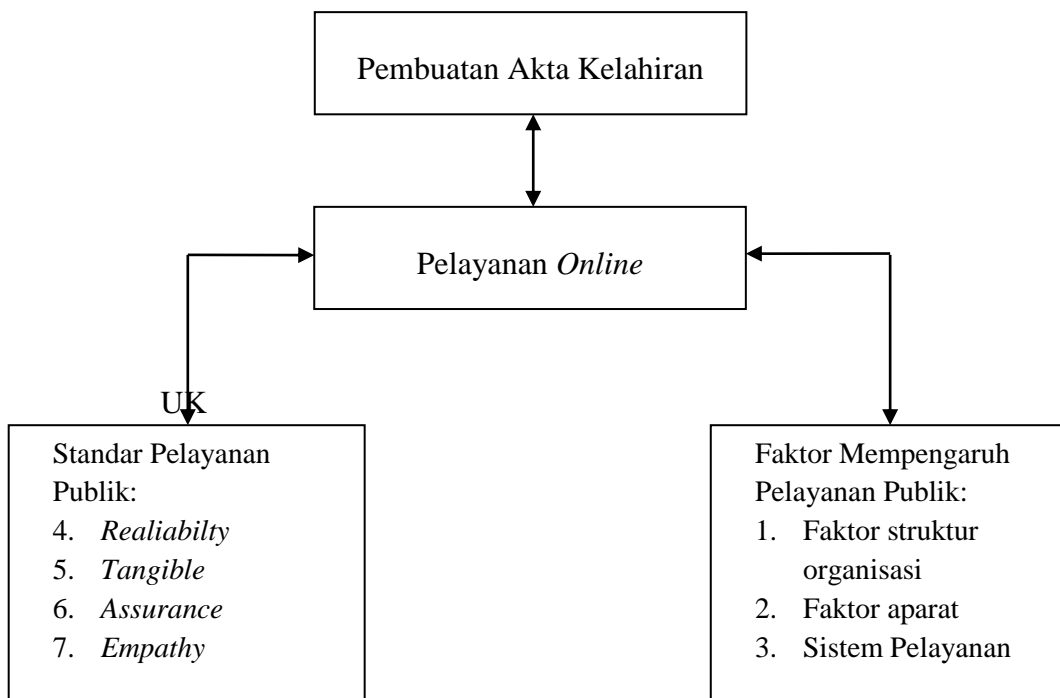 Pembuatan Akta Kelahiran
Pelayanan Online
UK
Standar Pelayanan
Publik:
4. Realiabilty
5. Tangible
6. Assurance
7. Empathy
Faktor Mempengaruh
Pelayanan Publik:
1. Faktor struktur
organisasi
2. Faktor aparat
3. Sistem Pelayanan